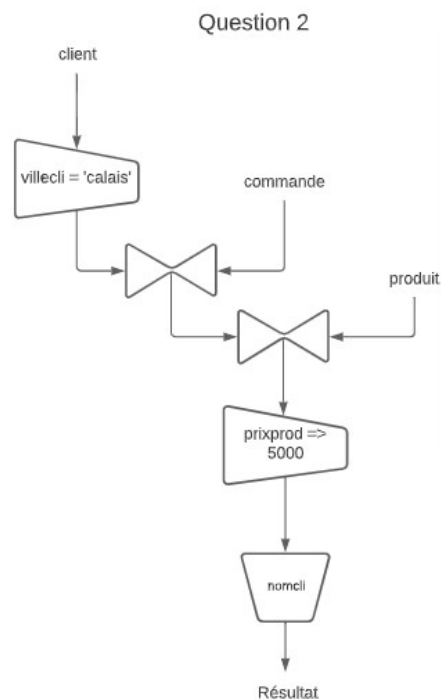 Question 2
client
villecli = 'calais'
commande
produit
prixprod =>
5000
nomcli
Résultat